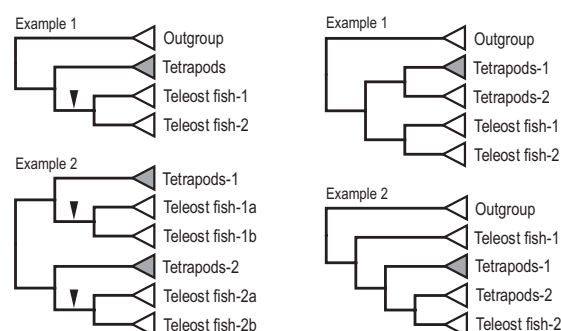 Example 1
Outgroup
Tetrapods
Teleost fish-1
Teleost fish-2
Example 2
Tetrapods-1
Teleost fish-1a
Teleost fish-1b
Tetrapods-2
Teleost fish-2a
Teleost fish-2b
Example 1
Outgroup
Tetrapods-1
Tetrapods-2
Teleost fish-1
Teleost fish-2
Example 2
Outgroup
Teleost fish-1
Tetrapods-1
Tetrapods-2
Teleost fish-2